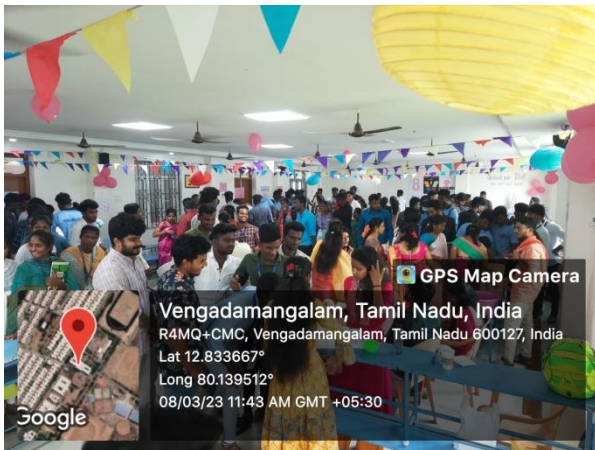 8
GPS Map Camera
Vengadamangalam, Tamil Nadu, India
R4MQ+CMC, Vengadamangalam, Tamil Nadu 600127, India
Lat 12.833667°
Long 80.139512°
08/03/23 11:43 AM GMT +05:30
Google